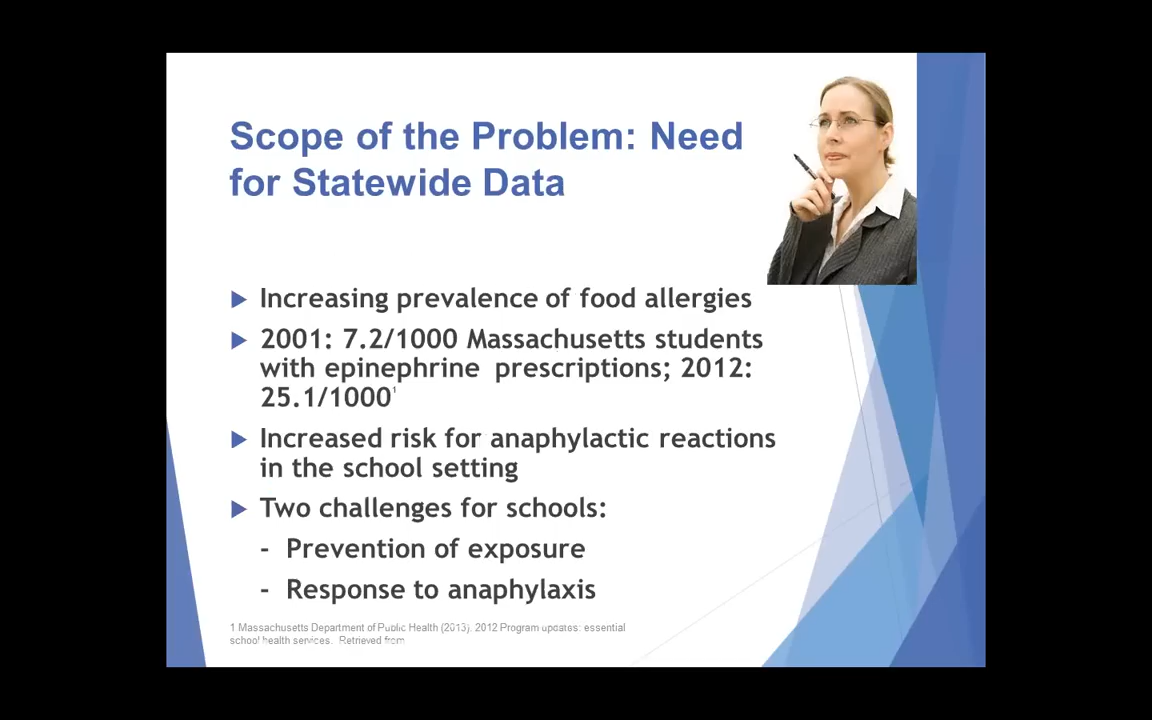 Scope of the Problem: Need
for Statewide Data
Increasing prevalence of food allergies
2001: 7.2/1000 Massachusetts students
with epinephrine prescriptions; 2012:
25.1/1000¹
Increased risk for anaphylactic reactions
in the school setting
Two challenges for schools:
- Prevention of exposure
- Response to anaphylaxis
1 Massachusetts Department of Public Health (2013). 2012 Program updates: essential
school health services. Retrieved from